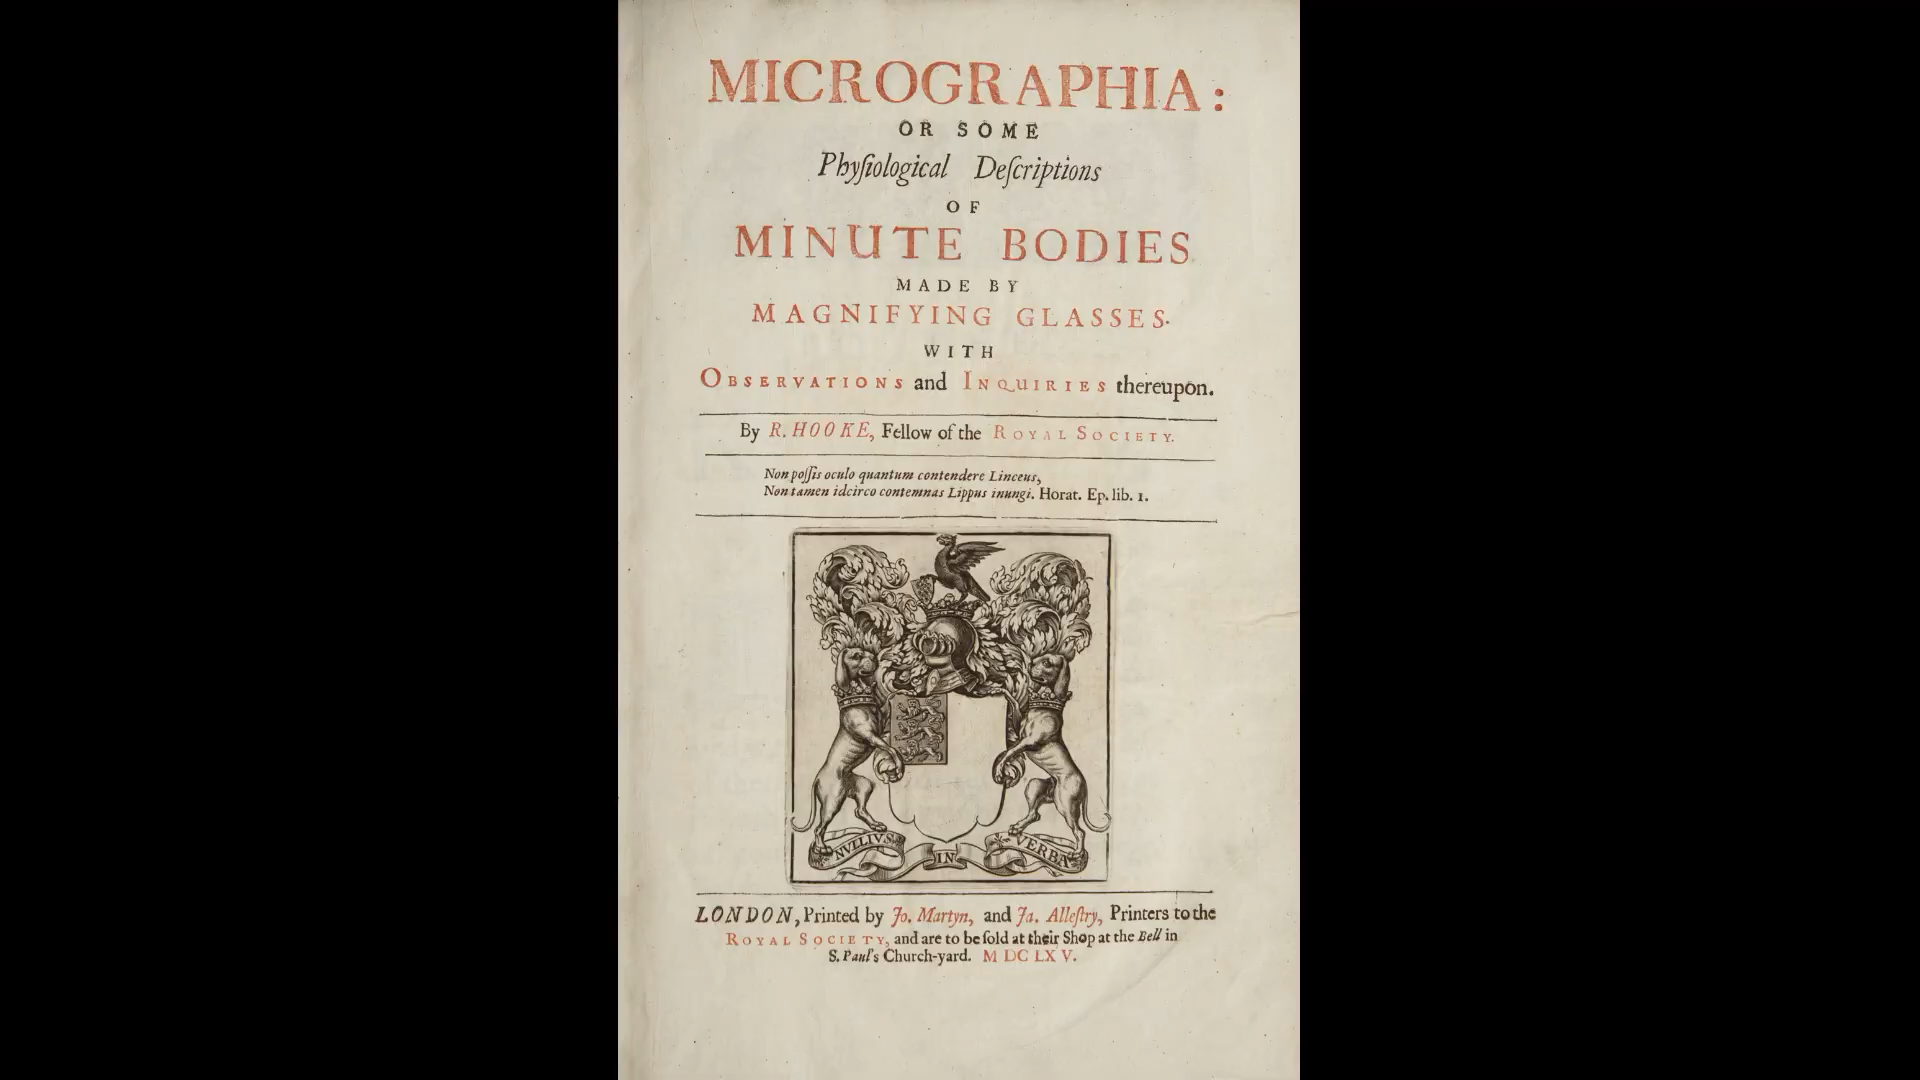 MICROGRAPHIA:
OR SOME
Phyſiological Deſcriptions
OF
MINUTE BODIES
MADE BY
MAGNIFYING GLASSES.
WITH
OBSERVATIONS and INQUIRIES thereupon.
By R. HOOKE, Fellow of the ROYAL SOCIETY.
Non poſſis oculo quantum contendere Linceus,
Non tamen idcirco contemnas Lippus inungi. Horat. Ep. lib. 1.
NVLLIVS IN VERBA
LONDON, Printed by Jo. Martyn, and Ja. Alleſtry, Printers to the
ROYAL SOCIETY, and are to be ſold at their Shop at the Bell in
S. Paul's Church-yard. M DC LX V.